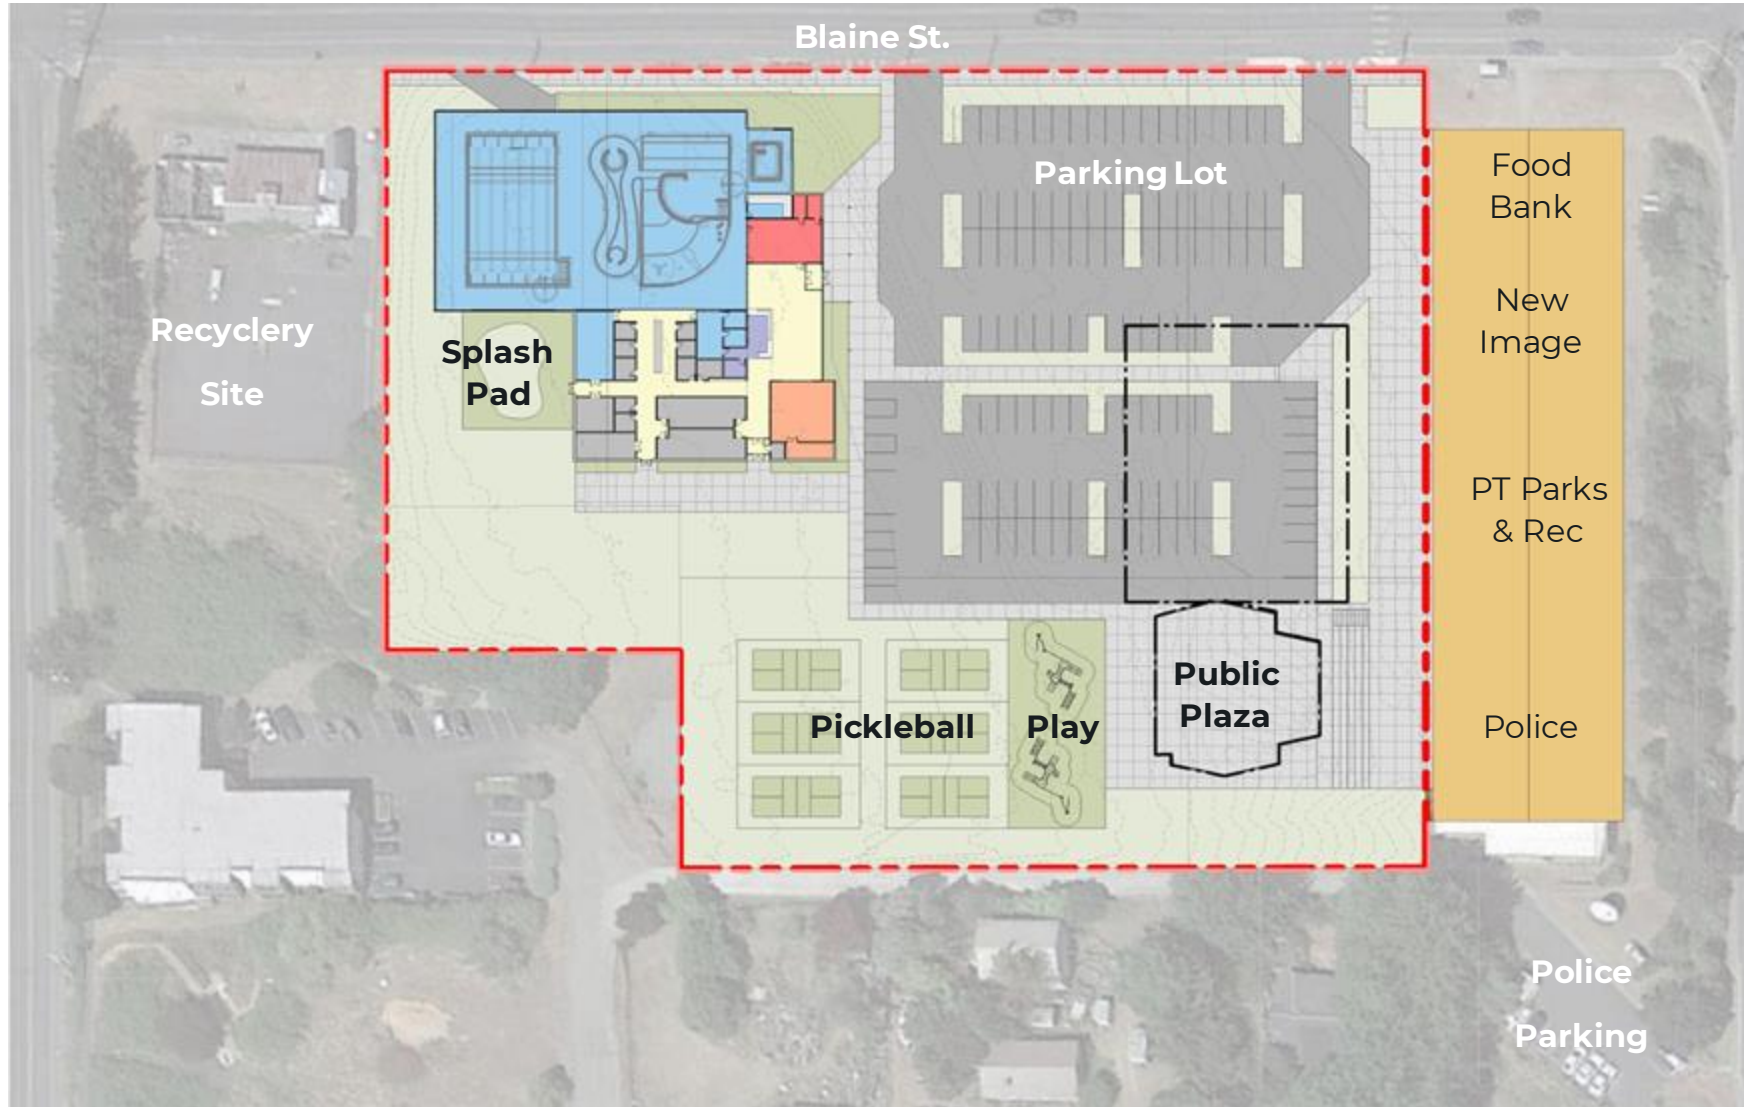 Blaine St.
Parking Lot
Food
Bank
New
Image
Recyclery
Site
Splash
Pad
PT Parks
& Rec
Public
Plaza
Pickleball
Play
Police
Police
Parking